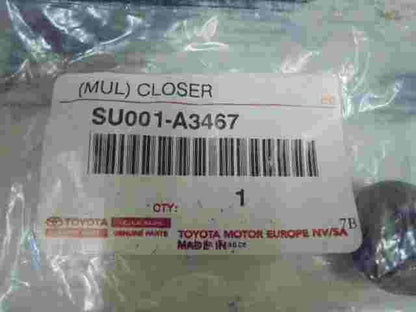 (MUL) CLOSER
SU001-A3467
QTY: 1
TOYOTA
GENUINE PARTS
TOYOTA MOTOR EUROPE NV/SA
MADE IN
7B